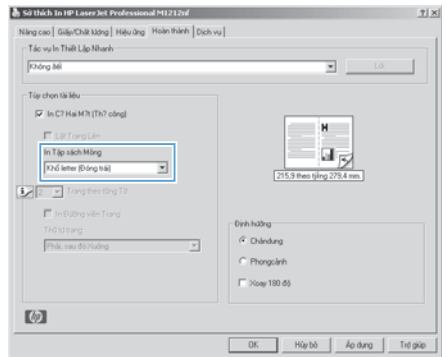 Sở thích In HP LaserJet Professional M1212nf
Nâng cao Giấy/Chất lượng Hiệu ứng Hoàn thành Dịch vụ
Tác vụ In Thiết Lập Nhanh
Không đổi
Lưu
Tùy chọn tài liệu
In C? Hai M?t (Th? công)
Lật Trang Lên
In Tập sách Mỏng
Khổ letter (Đóng trái)
2 Trang theo từng Tờ
In Đường viền Trang
Thứ tự trang
Phải, sau đó Xuống
H
215,9 theo từng 279,4 mm.
Định hướng
Chân dung
Phong cảnh
Xoay 180 độ
hp
OK Hủy bỏ Áp dụng Trợ giúp